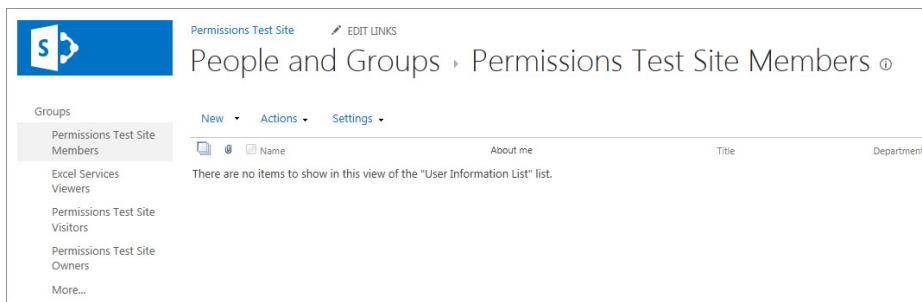 S
Permissions Test Site EDIT LINKS
People and Groups › Permissions Test Site Members
Groups
Permissions Test Site
Members
Excel Services
Viewers
Permissions Test Site
Visitors
Permissions Test Site
Owners
More...
New Actions Settings
Name About me Title Department
There are no items to show in this view of the "User Information List" list.